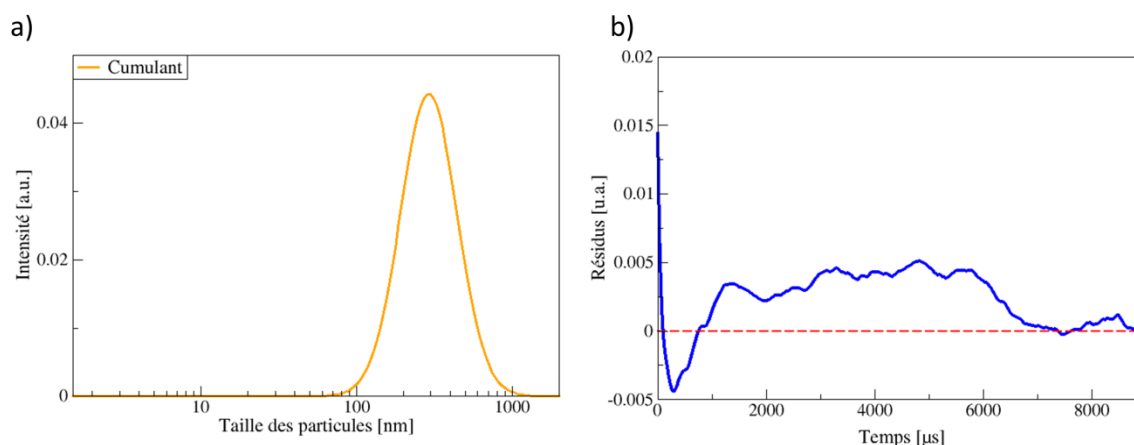 a)
Cumulant
0.04
0.02
0
Intensité [a.u.]
10
100
1000
Taille des particules [nm]
b)
0.02
0.015
0.01
0.005
0
-0.005
Résidus [u.a.]
0
2000
4000
6000
8000
Temps [µs]